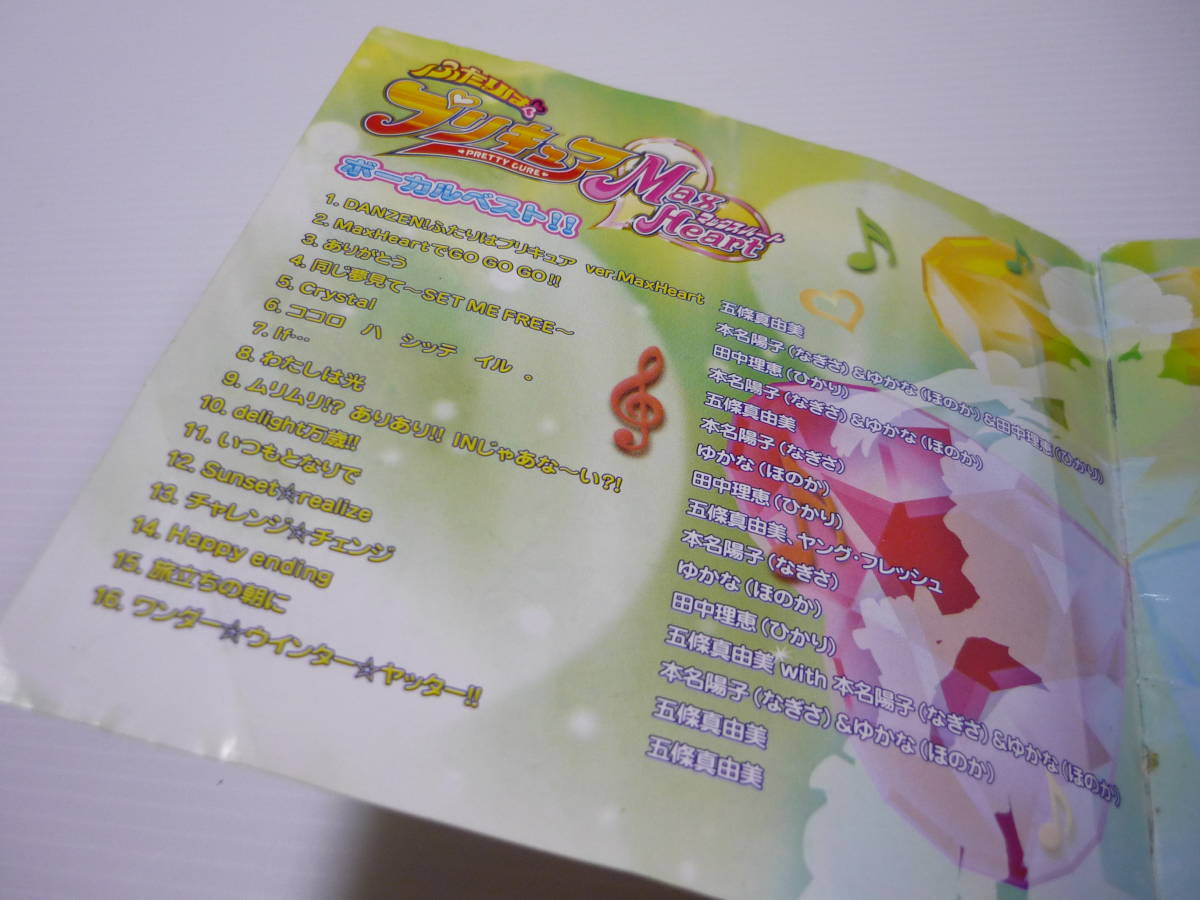 ふたりは
プリキュア
PRETTY CURE
Max Heart
マックスハート
ボーカルベスト!!
1. DANZEN!ふたりはプリキュア ver.MaxHeart 五條真由美
2. MaxHeartでGO GO GO!! 本名陽子(なぎさ)&ゆかな(ほのか)&田中理恵(ひかり)
3. ありがとう 田中理恵(ひかり)
4. 同じ夢見て～SET ME FREE～ 本名陽子(なぎさ)&ゆかな(ほのか)
5. Crystal 五條真由美
6. ココロ ハ シッテ イル 。 本名陽子(なぎさ)
7. If… ゆかな(ほのか)
8. わたしは光 田中理恵(ひかり)
9. ムリムリ!? ありあり!! INじゃあな～い?! 五條真由美、ヤング・フレッシュ
10. delight万歳!! 本名陽子(なぎさ)
11. いつもとなりで ゆかな(ほのか)
12. Sunset☆realize 田中理恵(ひかり)
13. チャレンジ☆チェンジ 五條真由美 with 本名陽子(なぎさ)&ゆかな(ほのか)
14. Happy ending 本名陽子(なぎさ)&ゆかな(ほのか)
15. 旅立ちの朝に 五條真由美
16. ワンダー☆ウインター☆ヤッター!! 五條真由美